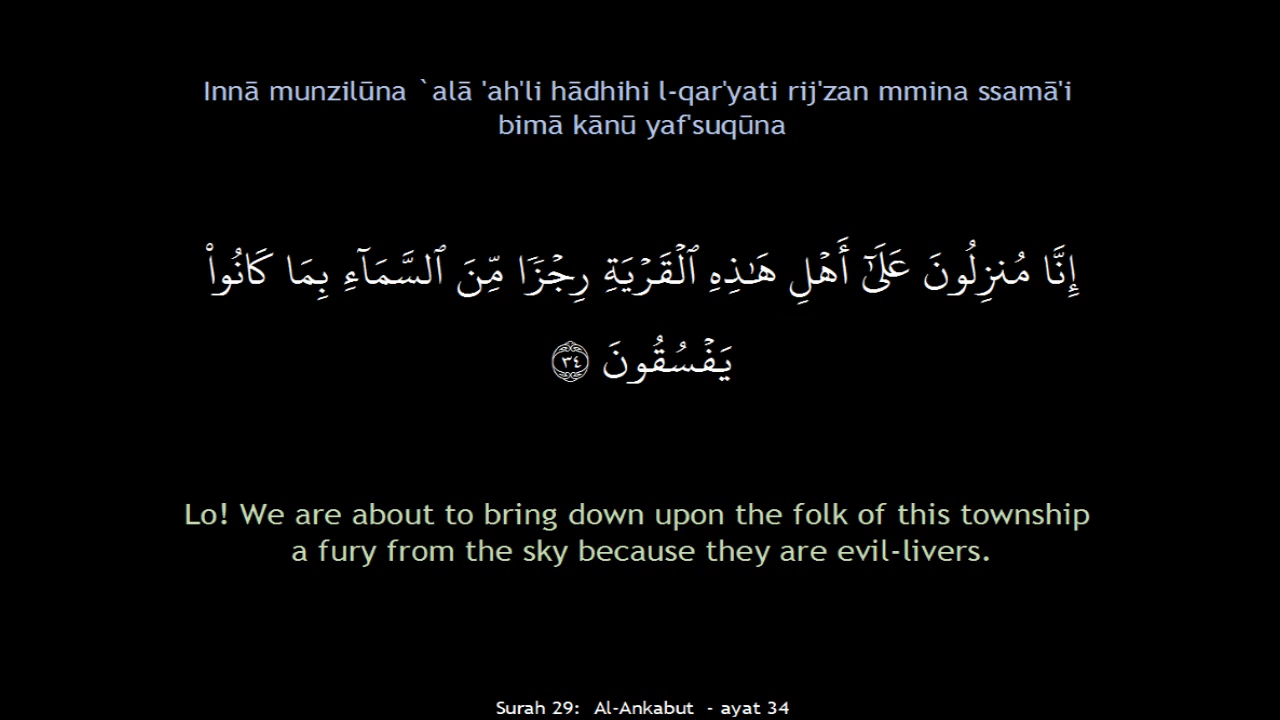 Innā munzilūna `alā 'ah'li hādhihi l-qar'yati rij'zan mmina ssamā'i
bimā kānū yaf'suqūna
إِنَّا مُنزِلُونَ عَلَىٰٓ أَهْلِ هَـٰذِهِ ٱلْقَرْيَةِ رِجْزًا مِّنَ ٱلسَّمَآءِ بِمَا كَانُوا۟
يَفْسُقُونَ ٣٤
Lo! We are about to bring down upon the folk of this township
a fury from the sky because they are evil-livers.
Surah 29: Al-Ankabut - ayat 34